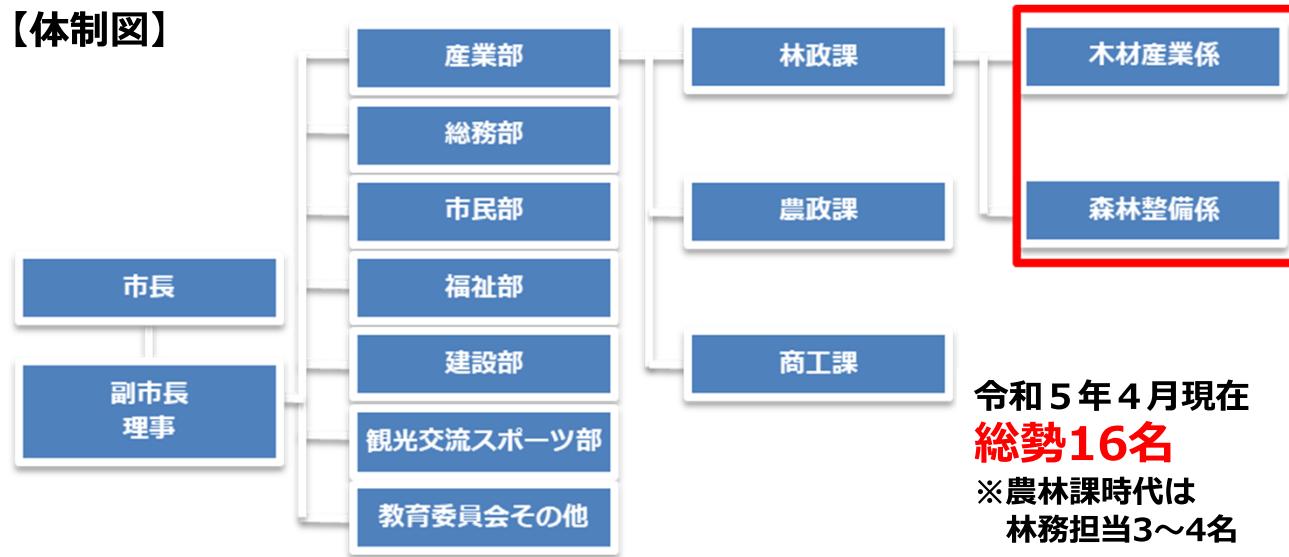 【体制図】
市長
副市長
理事
産業部
総務部
市民部
福祉部
建設部
観光交流スポーツ部
教育委員会その他
林政課
農政課
商工課
木材産業係
森林整備係
令和５年４月現在
総勢16名
※農林課時代は
林務担当3～4名